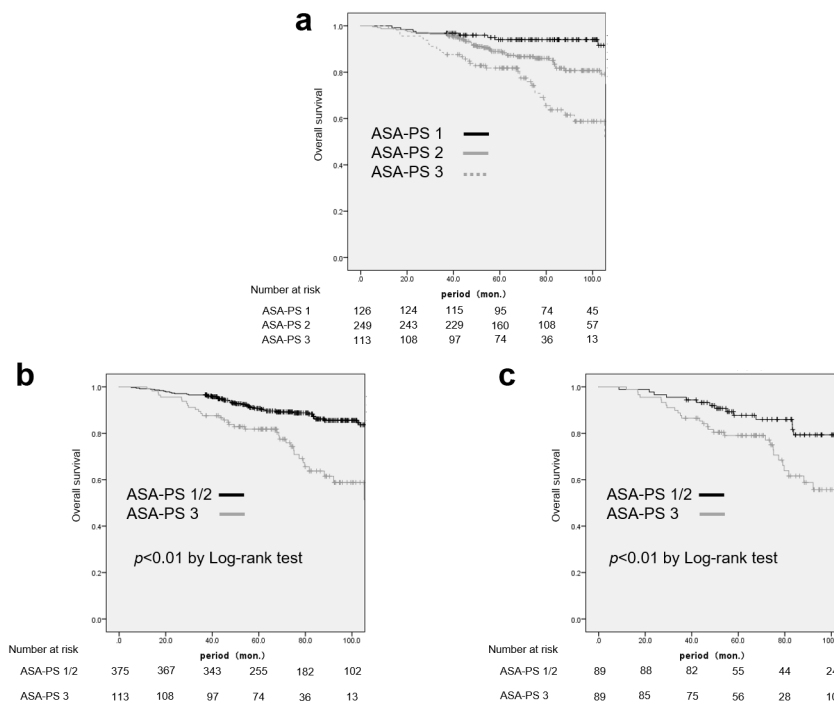 a
Overall survival
1.0
0.8
0.6
0.4
0.2
0.0
ASA-PS 1
ASA-PS 2
ASA-PS 3
.0 20.0 40.0 60.0 80.0 100.0
Number at risk
period (mon.)
ASA-PS 1 126 124 115 95 74 45
ASA-PS 2 249 243 229 160 108 57
ASA-PS 3 113 108 97 74 36 13
b
Overall survival
1.0
0.8
0.6
0.4
0.2
0.0
ASA-PS 1/2
ASA-PS 3
p<0.01 by Log-rank test
.0 20.0 40.0 60.0 80.0 100.0
Number at risk
period (mon.)
ASA-PS 1/2 375 367 343 255 182 102
ASA-PS 3 113 108 97 74 36 13
c
Overall survival
1.0
0.8
0.6
0.4
0.2
0.0
ASA-PS 1/2
ASA-PS 3
p<0.01 by Log-rank test
.0 20.0 40.0 60.0 80.0 100
Number at risk
period (mon.)
ASA-PS 1/2 89 88 82 55 44 24
ASA-PS 3 89 85 75 56 28 10